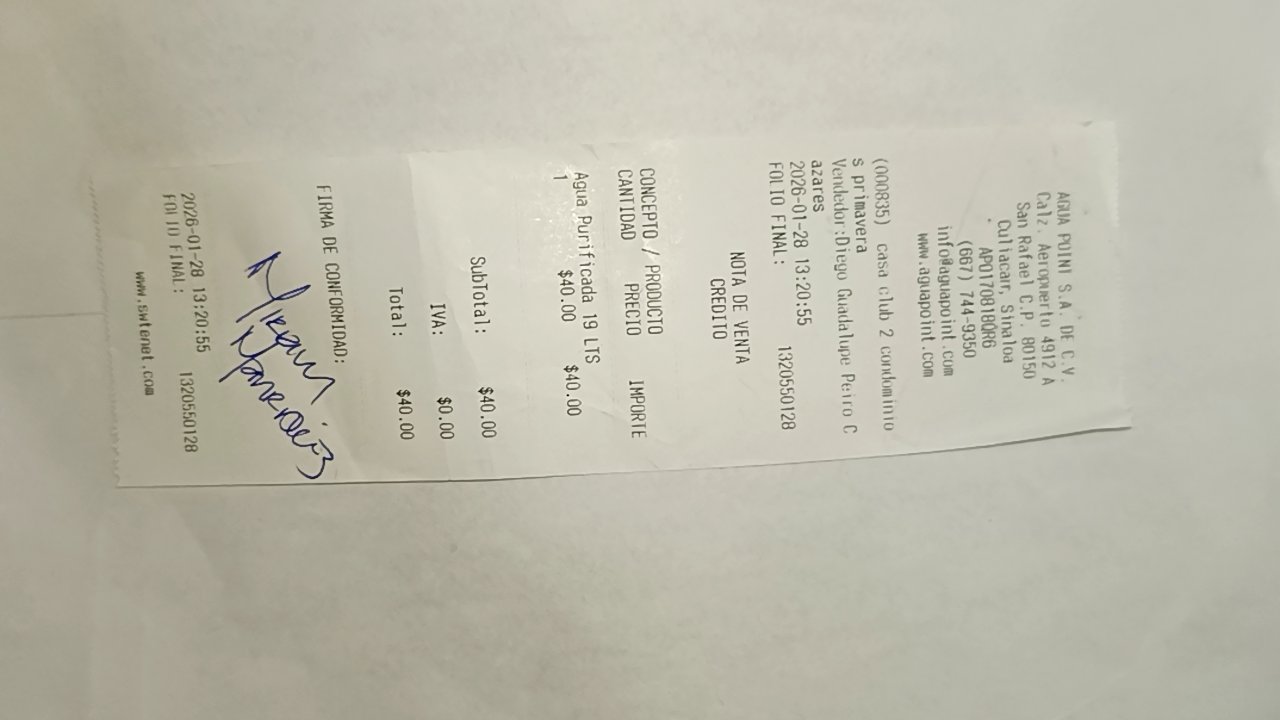 AGUA POINT S.A. DE C.V.
Calz. Aeropuerto 4912 A
San Rafael C.P. 80150
Culiacan, Sinaloa
APO170818QR6
(667) 744-9350
info@aguapoint.com
www.aguapoint.com
(000835) casa club 2 condominio
s primavera
Vendedor:Diego Guadalupe Peiro C
azares
2026-01-28 13:20:55
FOLIO FINAL: 1320550128
NOTA DE VENTA
CREDITO
CONCEPTO / PRODUCTO
CANTIDAD PRECIO IMPORTE
Agua Purificada 19 LTS
1 $40.00 $40.00
SubTotal: $40.00
IVA: $0.00
Total: $40.00
FIRMA DE CONFORMIDAD:
2026-01-28 13:20:55
FOLIO FINAL: 1320550128
www.swtenet.com